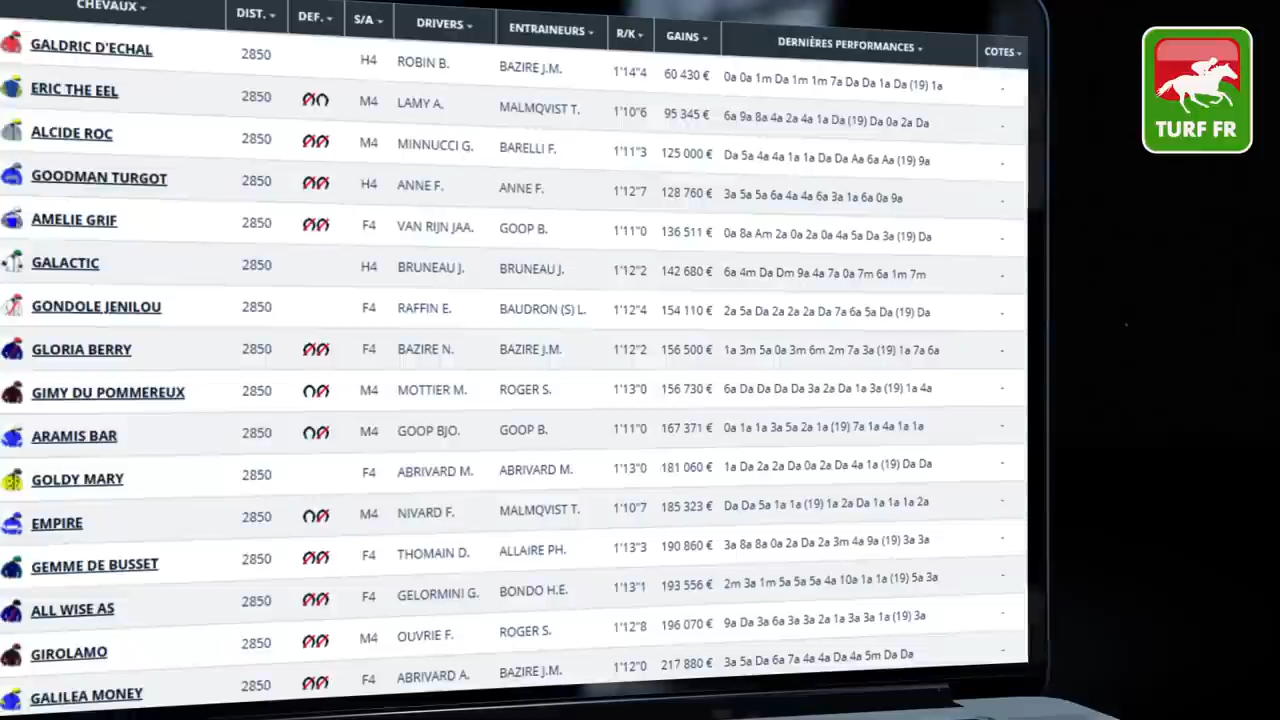 CHEVAUX DIST. DEF. S/A DRIVERS ENTRAINEURS R/K GAINS DERNIÈRES PERFORMANCES COTES
GALDRIC D'ECHAL 2850 H4 ROBIN B. BAZIRE J.M. 1'14"4 60 430 € 0a 0a 1m Da 1m 1m 7a Da Da 1a Da (19) 1a -
ERIC THE EEL 2850 M4 LAMY A. MALMQVIST T. 1'10"6 95 345 € 6a 9a 8a 4a 2a 4a 1a Da (19) Da 0a 2a Da -
ALCIDE ROC 2850 M4 MINNUCCI G. BARELLI F. 1'11"3 125 000 € Da 5a 4a 4a 1a 1a Da Da Aa 6a Aa (19) 9a -
GOODMAN TURGOT 2850 H4 ANNE F. ANNE F. 1'12"7 128 760 € 3a 5a 5a 6a 4a 4a 6a 3a 1a 6a 0a 9a -
AMELIE GRIF 2850 F4 VAN RIJN JAA. GOOP B. 1'11"0 136 511 € 0a 8a Am 2a 0a 2a 0a 4a 5a Da 3a (19) Da -
GALACTIC 2850 H4 BRUNEAU J. BRUNEAU J. 1'12"2 142 680 € 6a 4m Da Dm 9a 4a 7a 0a 7m 6a 1m 7m -
GONDOLE JENILOU 2850 F4 RAFFIN E. BAUDRON (S) L. 1'12"4 154 110 € 2a 5a Da 2a 2a 2a Da 7a 6a 5a Da (19) Da -
GLORIA BERRY 2850 F4 BAZIRE N. BAZIRE J.M. 1'12"2 156 500 € 1a 3m 5a 0a 3m 6m 2m 7a 3a (19) 1a 7a 6a -
GIMY DU POMMEREUX 2850 M4 MOTTIER M. ROGER S. 1'13"0 156 730 € 6a Da Da Da Da 3a 2a Da 1a 3a (19) 1a 4a -
ARAMIS BAR 2850 M4 GOOP BJO. GOOP B. 1'11"0 167 371 € 0a 1a 1a 3a 5a 2a 1a (19) 7a 1a 4a 1a 1a -
GOLDY MARY 2850 F4 ABRIVARD M. ABRIVARD M. 1'13"0 181 060 € 1a Da 2a 2a Da 0a 2a Da 4a 1a (19) Da Da -
EMPIRE 2850 M4 NIVARD F. MALMQVIST T. 1'10"7 185 323 € Da Da 5a 1a 1a (19) 1a 2a Da 1a 1a 1a 2a -
GEMME DE BUSSET 2850 F4 THOMAIN D. ALLAIRE PH. 1'13"3 190 860 € 3a 8a 8a 0a 2a Da 2a 3m 4a 9a (19) 3a 3a -
ALL WISE AS 2850 F4 GELORMINI G. BONDO H.E. 1'13"1 193 556 € 2m 3a 1m 5a 5a 5a 4a 10a 1a 1a (19) 5a 3a -
GIROLAMO 2850 M4 OUVRIE F. ROGER S. 1'12"8 196 070 € 9a Da 3a 6a 3a 3a 2a 1a 3a 3a 1a (19) 3a -
GALILEA MONEY 2850 F4 ABRIVARD A. BAZIRE J.M. 1'12"0 217 880 € 3a 5a Da 6a 7a 4a 4a Da 4a 5m Da Da -
TURF FR